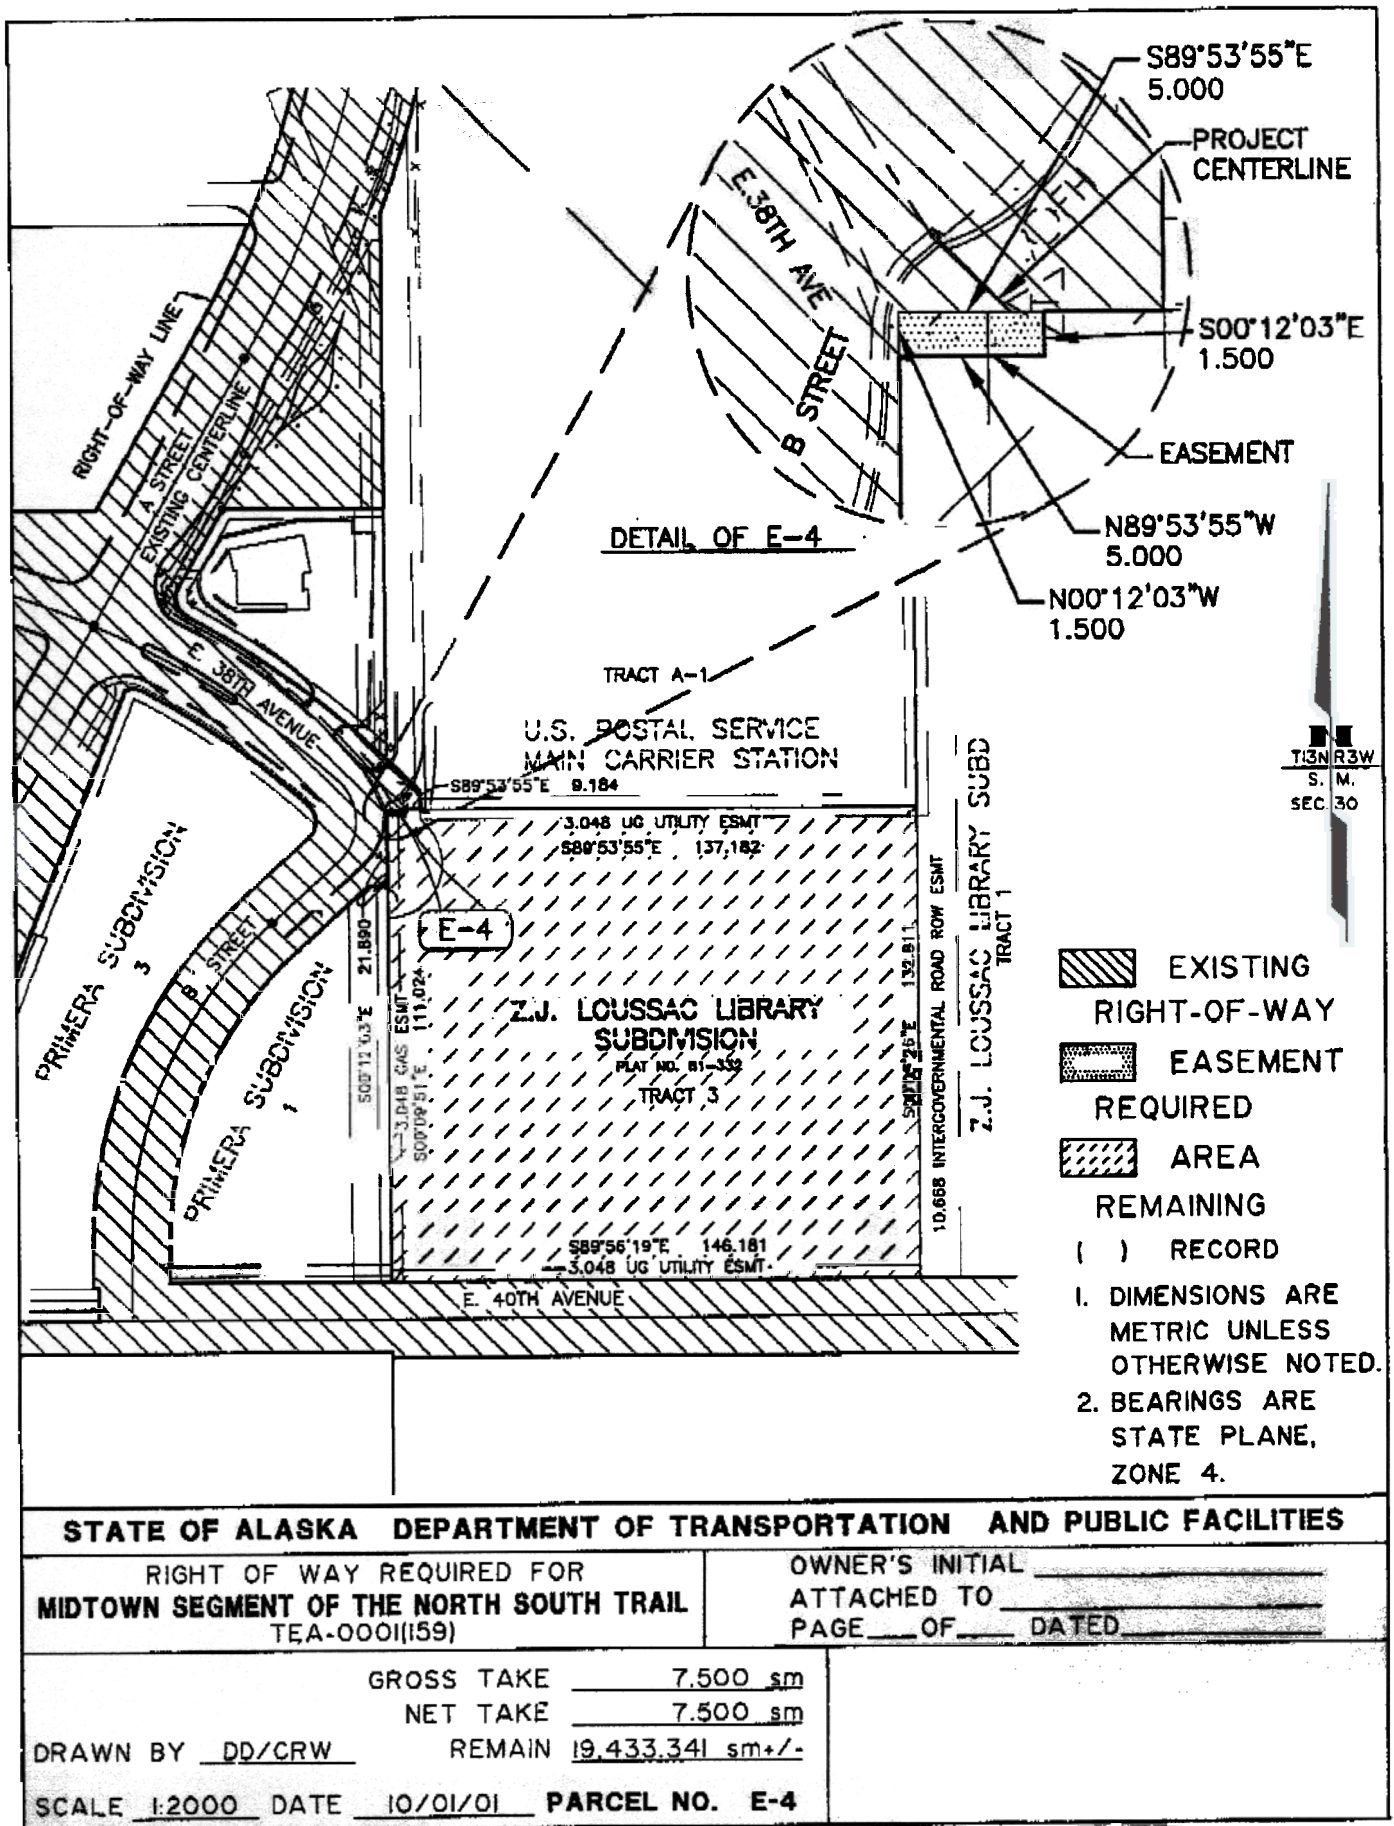 S89°53'55"E
5.000
PROJECT
CENTERLINE
E.38TH AVE
B STREET
S00°12'03"E
1.500
EASEMENT
N89°53'55"W
5.000
N00°12'03"W
1.500
DETAIL OF E-4
RIGHT-OF-WAY LINE
A STREET
EXISTING CENTERLINE
E. 38TH AVENUE
TRACT A-1
U.S. POSTAL SERVICE
MAIN CARRIER STATION
S89°53'55"E 9.184
3.048 UG UTILITY ESMT
S89°53'55"E 137.182
T13N R3W
S. M.
SEC 30
E-4
PRIMERA SUBDIVISION
3
B STREET
PRIMERA SUBDIVISION
1
S00°12'03"E 21.890
3.048 GAS ESMT
S00°09'51"E 111.024
Z.J. LOUSSAC LIBRARY
SUBDIVISION
PLAT NO. 81-332
TRACT 3
132.811
10.668 INTERGOVERNMENTAL ROAD ROW ESMT
Z.J. LOUSSAC LIBRARY SUBD
TRACT 1
S89°56'19"E 146.181
3.048 UG UTILITY ESMT
E. 40TH AVENUE
EXISTING
RIGHT-OF-WAY
EASEMENT
REQUIRED
AREA
REMAINING
( ) RECORD
1. DIMENSIONS ARE
METRIC UNLESS
OTHERWISE NOTED.
2. BEARINGS ARE
STATE PLANE,
ZONE 4.
STATE OF ALASKA DEPARTMENT OF TRANSPORTATION AND PUBLIC FACILITIES
RIGHT OF WAY REQUIRED FOR
MIDTOWN SEGMENT OF THE NORTH SOUTH TRAIL
TEA-0001(159)
OWNER'S INITIAL
ATTACHED TO
PAGE OF DATED
GROSS TAKE 7.500 sm
NET TAKE 7.500 sm
DRAWN BY DD/CRW REMAIN 19,433.341 sm+/-
SCALE 1:2000 DATE 10/01/01 PARCEL NO. E-4